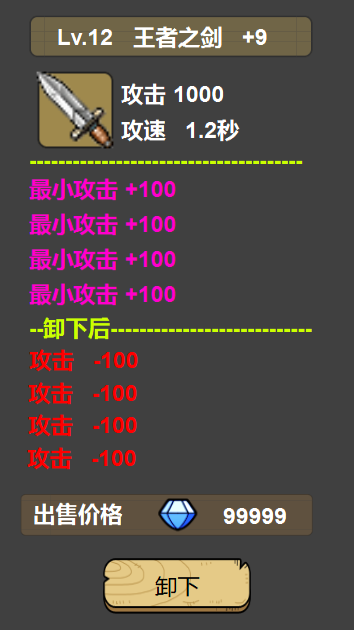 Lv.12 王者之剑 +9
攻击 1000
攻速 1.2秒
--------------------------------------
最小攻击 +100
最小攻击 +100
最小攻击 +100
最小攻击 +100
--卸下后----------------------------
攻击 -100
攻击 -100
攻击 -100
攻击 -100
出售价格 99999
卸下